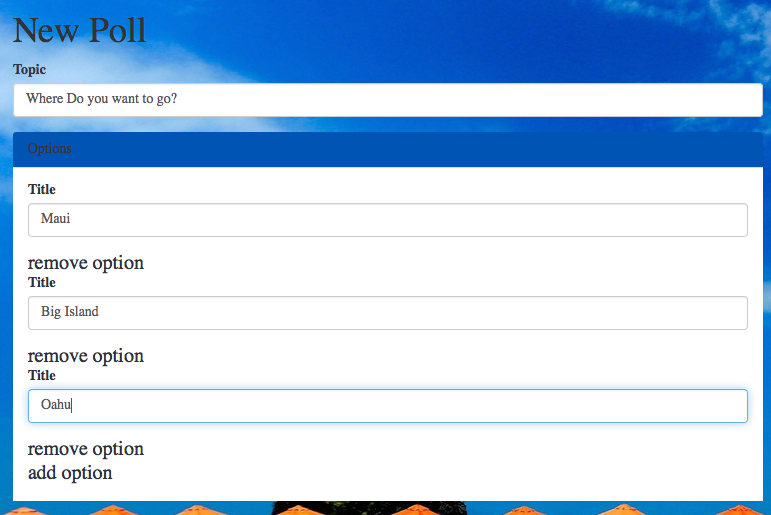 New Poll
Topic
Where Do you want to go?
Options
Title
Maui
remove option
Title
Big Island
remove option
Title
Oahu
remove option
add option